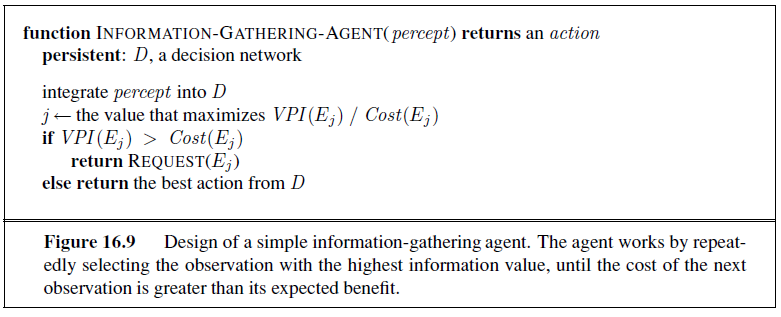 function INFORMATION-GATHERING-AGENT(percept) returns an action
persistent: D, a decision network
integrate percept into D
j ← the value that maximizes VPI(E_j) / Cost(E_j)
if VPI(E_j) > Cost(E_j)
return REQUEST(E_j)
else return the best action from D
Figure 16.9 Design of a simple information-gathering agent. The agent works by repeat-
edly selecting the observation with the highest information value, until the cost of the next
observation is greater than its expected benefit.